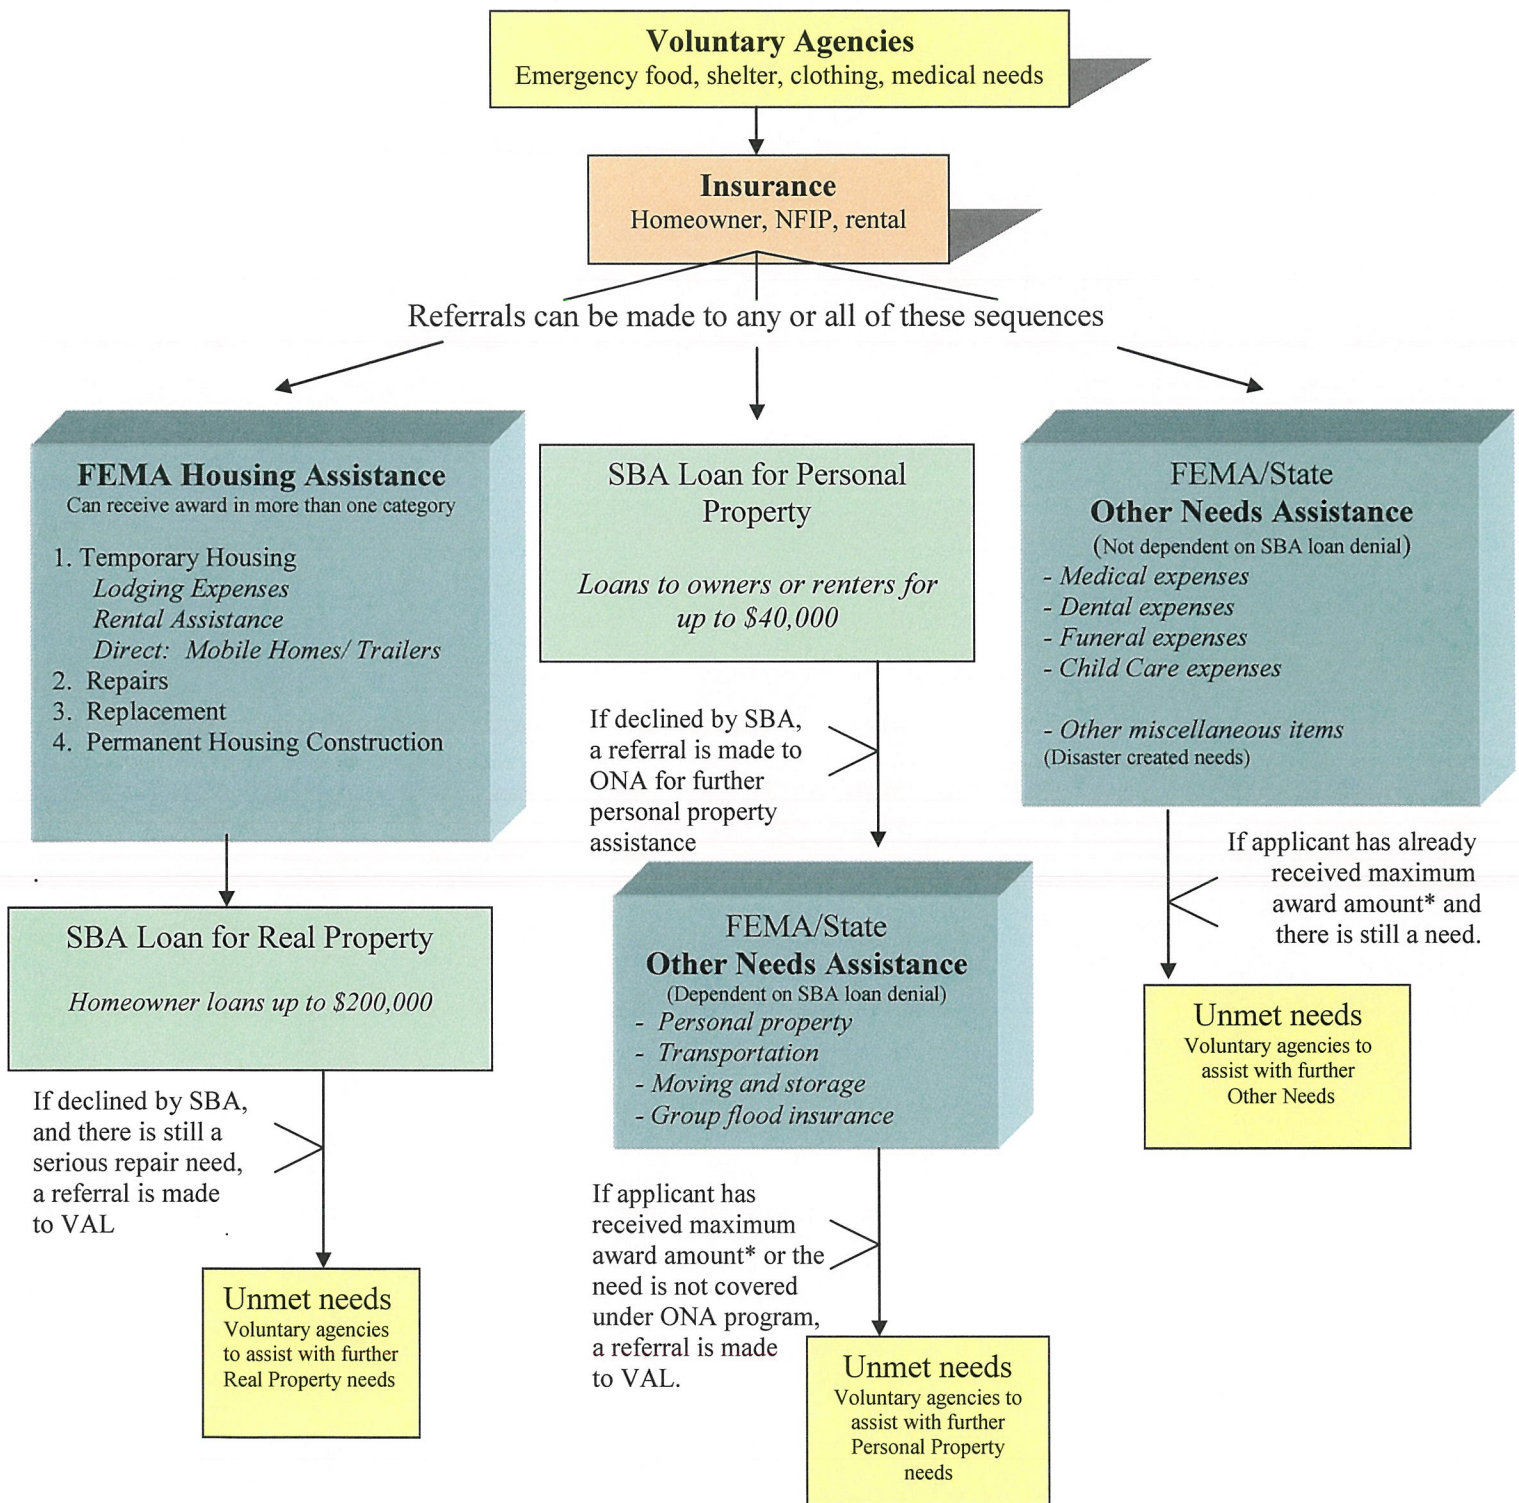 Voluntary Agencies
Emergency food, shelter, clothing, medical needs
Insurance
Homeowner, NFIP, rental
Referrals can be made to any or all of these sequences
FEMA Housing Assistance
Can receive award in more than one category
1. Temporary Housing
Lodging Expenses
Rental Assistance
Direct: Mobile Homes/ Trailers
2. Repairs
3. Replacement
4. Permanent Housing Construction
SBA Loan for Real Property
Homeowner loans up to $200,000
If declined by SBA,
and there is still a
serious repair need,
a referral is made
to VAL
Unmet needs
Voluntary agencies
to assist with further
Real Property needs
SBA Loan for Personal
Property
Loans to owners or renters for
up to $40,000
If declined by SBA,
a referral is made to
ONA for further
personal property
assistance
FEMA/State
Other Needs Assistance
(Dependent on SBA loan denial)
- Personal property
- Transportation
- Moving and storage
- Group flood insurance
If applicant has
received maximum
award amount* or the
need is not covered
under ONA program,
a referral is made
to VAL.
Unmet needs
Voluntary agencies to
assist with further
Personal Property
needs
FEMA/State
Other Needs Assistance
(Not dependent on SBA loan denial)
- Medical expenses
- Dental expenses
- Funeral expenses
- Child Care expenses
- Other miscellaneous items
(Disaster created needs)
If applicant has already
received maximum
award amount* and
there is still a need.
Unmet needs
Voluntary agencies to
assist with further
Other Needs